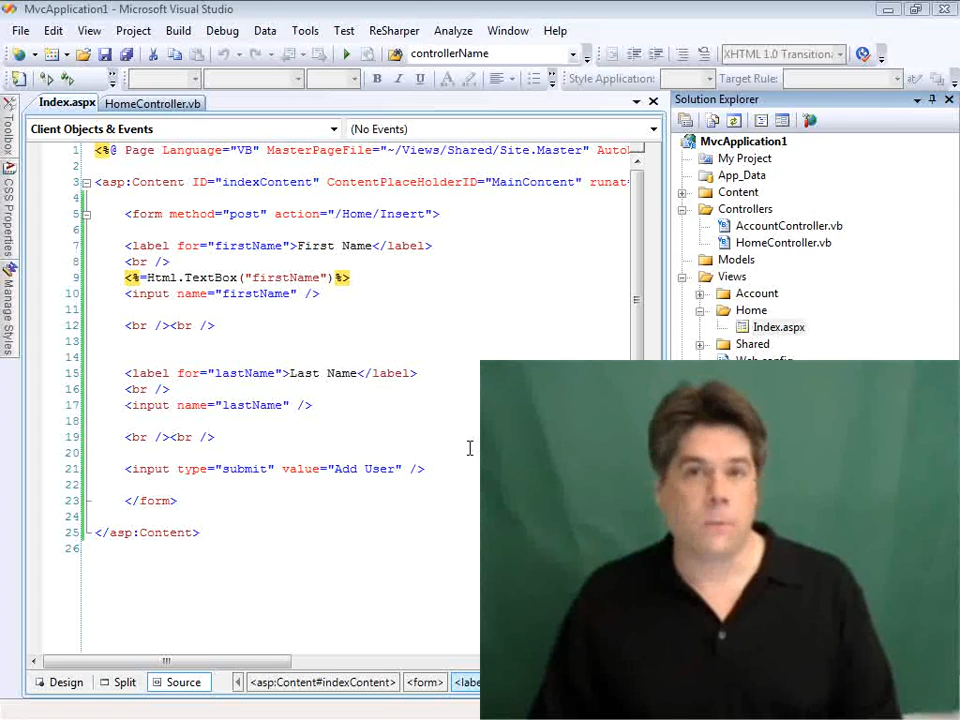 MvcApplication1 - Microsoft Visual Studio
File Edit View Project Build Debug Data Tools Test ReSharper Analyze Window Help
controllerName
XHTML 1.0 Transition
B I U A Style Application: Target Rule:
Index.aspx HomeController.vb
Client Objects & Events (No Events)
1 <%@ Page Language="VB" MasterPageFile="~/Views/Shared/Site.Master"
2
3 <asp:Content ID="indexContent" ContentPlaceHolderID="MainContent" runat=
4
5 <form method="post" action="/Home/Insert">
6
7 <label for="firstName">First Name</label>
8 <br />
9 <%=Html.TextBox("firstName")%>
10 <input name="firstName" />
11
12 <br /><br />
13
14
15 <label for="lastName">Last Name</label>
16 <br />
17 <input name="lastName" />
18
19 <br /><br />
20
21 <input type="submit" value="Add User" />
22
23 </form>
24
25 </asp:Content>
26
Design Split Source <asp:Content#indexContent> <form>
Toolbox
CSS Properties
Manage Styles
Solution Explorer
MvcApplication1
My Project
App_Data
Content
Controllers
AccountController.vb
HomeController.vb
Models
Views
Account
Home
Index.aspx
Shared
Web.config